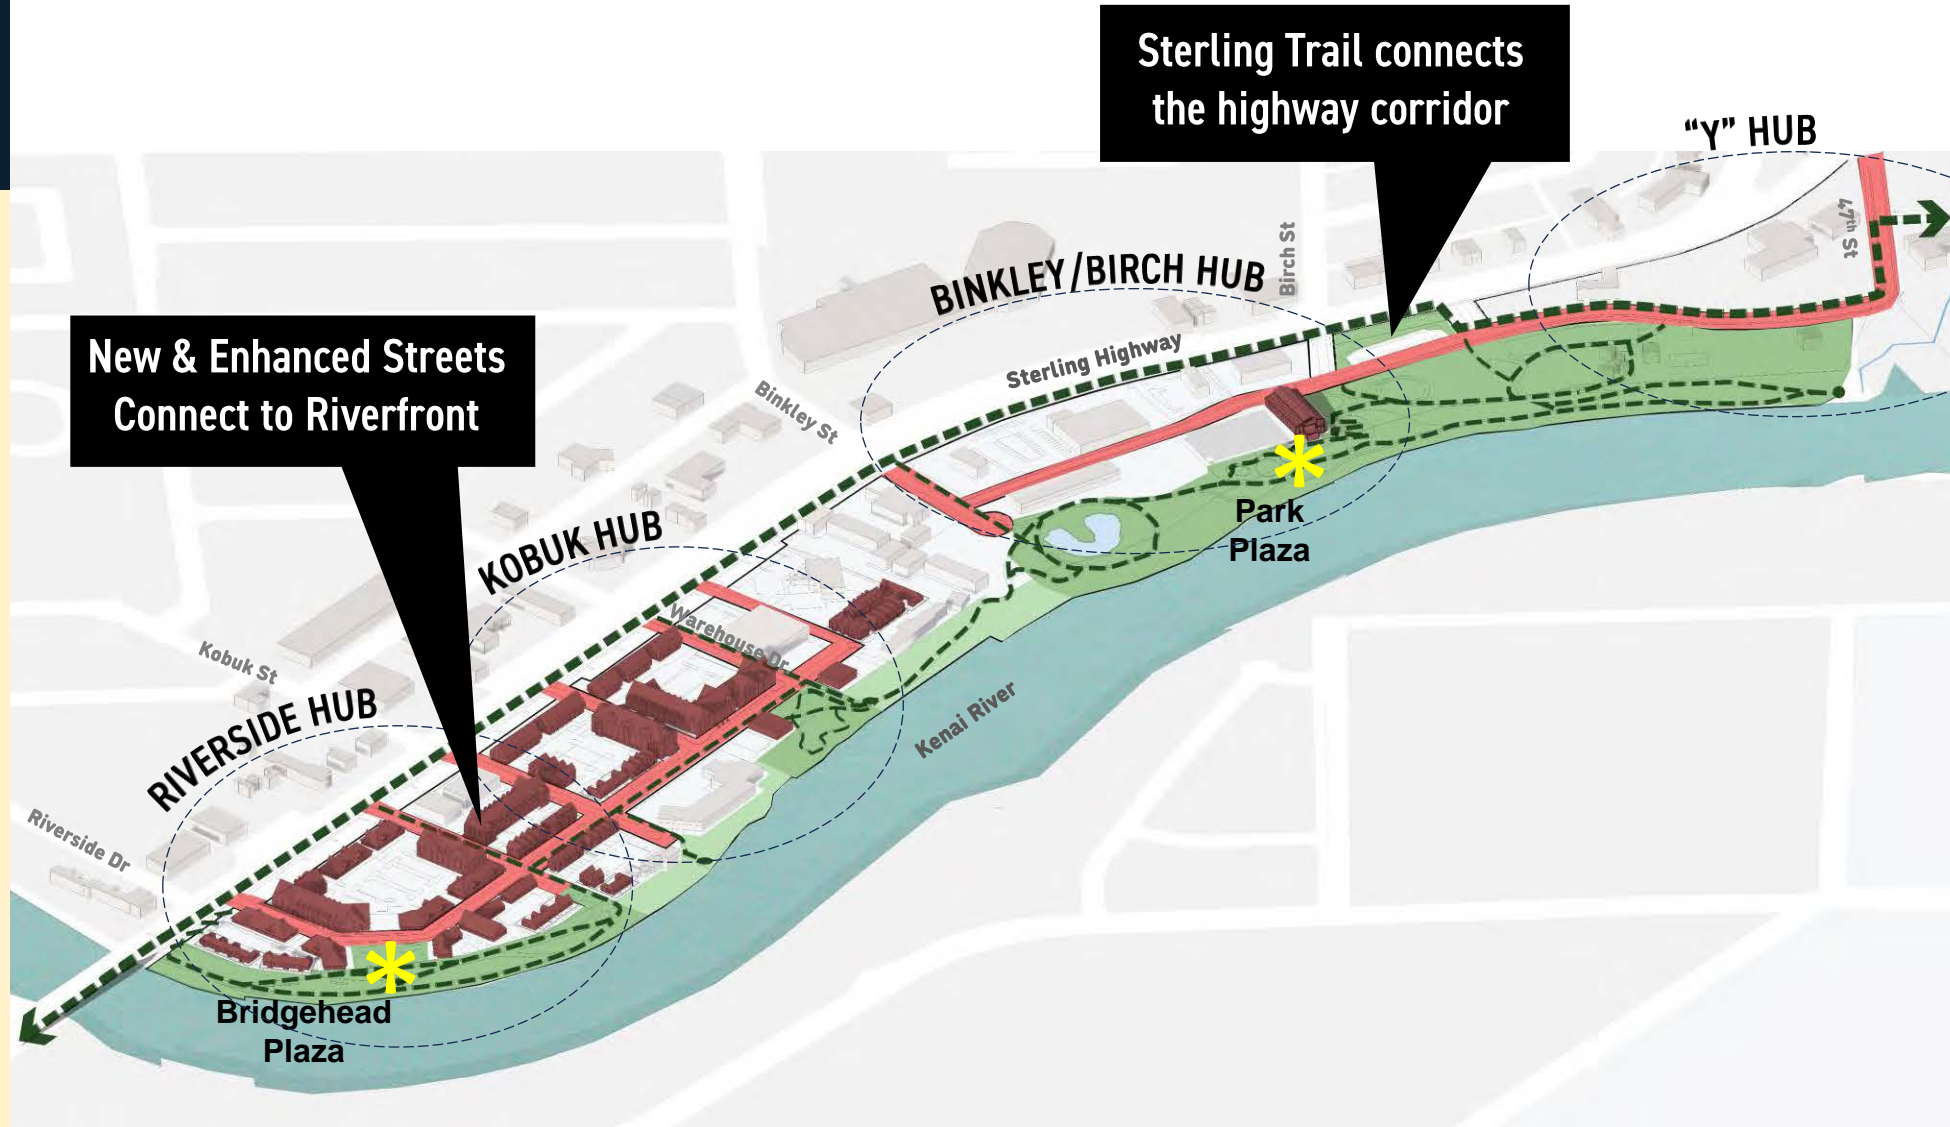 Sterling Trail connects
the highway corridor
“Y” HUB
47th St
Birch St
BINKLEY/BIRCH HUB
Sterling Highway
New & Enhanced Streets
Connect to Riverfront
Binkley St
Park
Plaza
KOBUK HUB
Warehouse Dr
Kobuk St
Kenai River
RIVERSIDE HUB
Riverside Dr
Bridgehead
Plaza